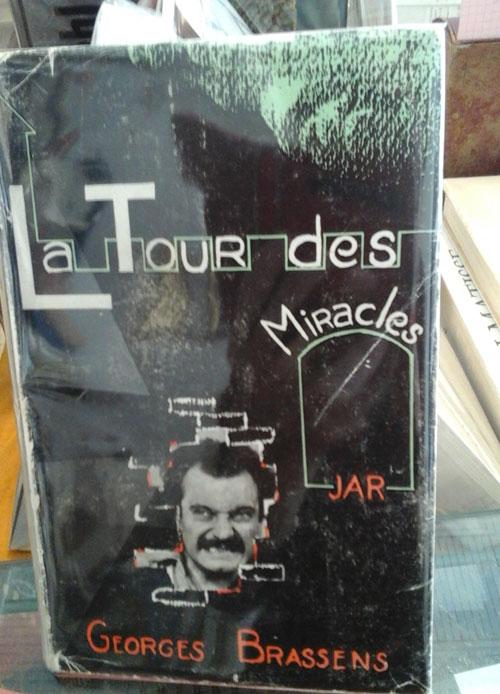 La Tour des
Miracles
JAR
Georges Brassens